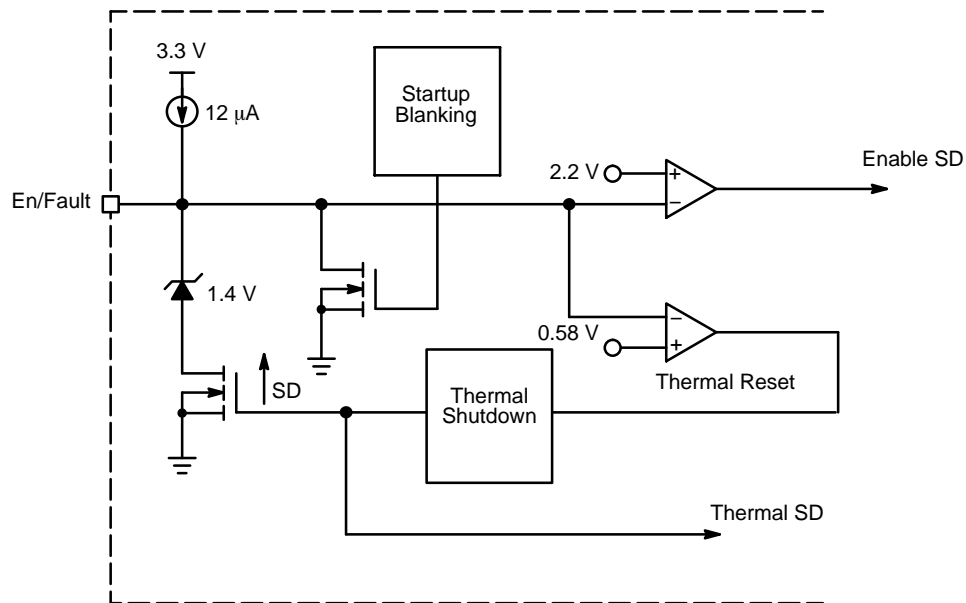 3.3 V
12 μA
Startup
Blanking
2.2 V
+
−
Enable SD
En/Fault
1.4 V
−
0.58 V
+
Thermal Reset
SD
Thermal
Shutdown
Thermal SD